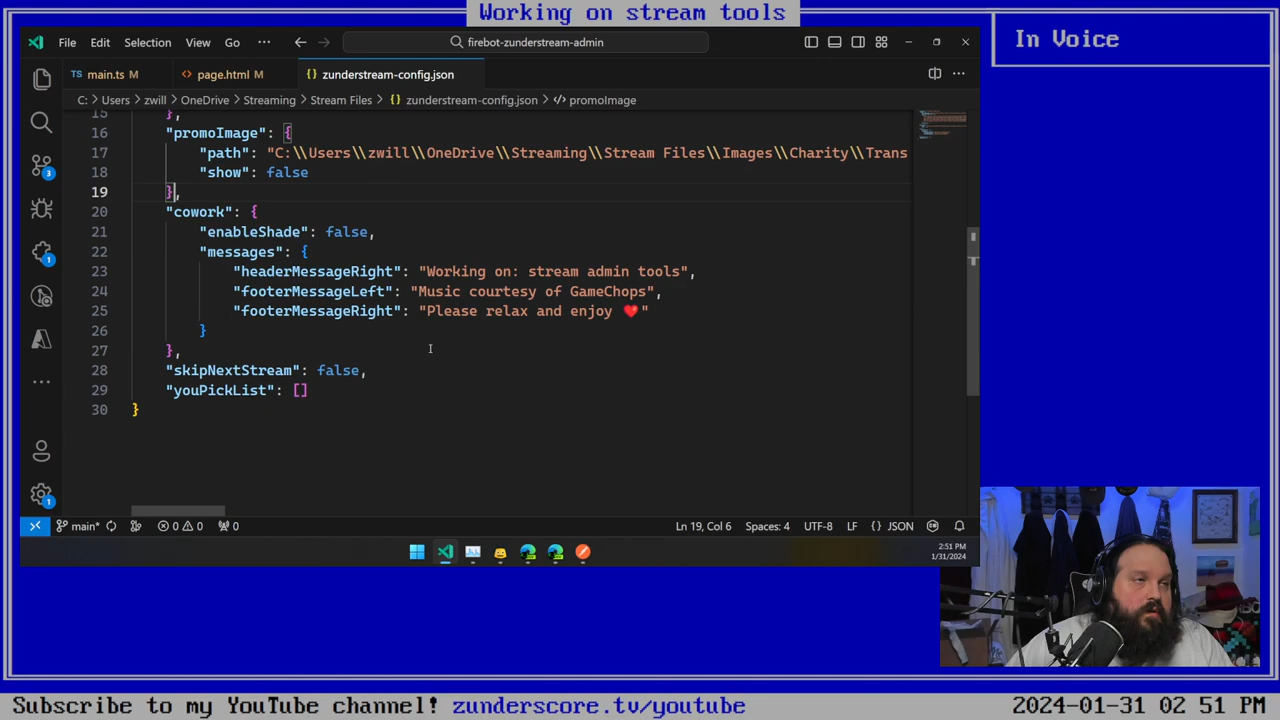 Working on stream tools
In Voice
File Edit Selection View Go ··· firebot-zunderstream-admin
TS main.ts M <> page.html M {} zunderstream-config.json
C: > Users > zwill > OneDrive > Streaming > Stream Files > {} zunderstream-config.json > </> promoImage
15 },
16 "promoImage": {
17 "path": "C:\\Users\\zwill\\OneDrive\\Streaming\\Stream Files\\Images\\Charity\\Trans
18 "show": false
19 },
20 "cowork": {
21 "enableShade": false,
22 "messages": {
23 "headerMessageRight": "Working on: stream admin tools",
24 "footerMessageLeft": "Music courtesy of GameChops",
25 "footerMessageRight": "Please relax and enjoy ❤️"
26 }
27 },
28 "skipNextStream": false,
29 "youPickList": []
30 }
3
1
1
main* 0 0 0 Ln 19, Col 6 Spaces: 4 UTF-8 LF {} JSON
2:51 PM
1/31/2024
Subscribe to my YouTube channel! zunderscore.tv/youtube 2024-01-31 02 51 PM